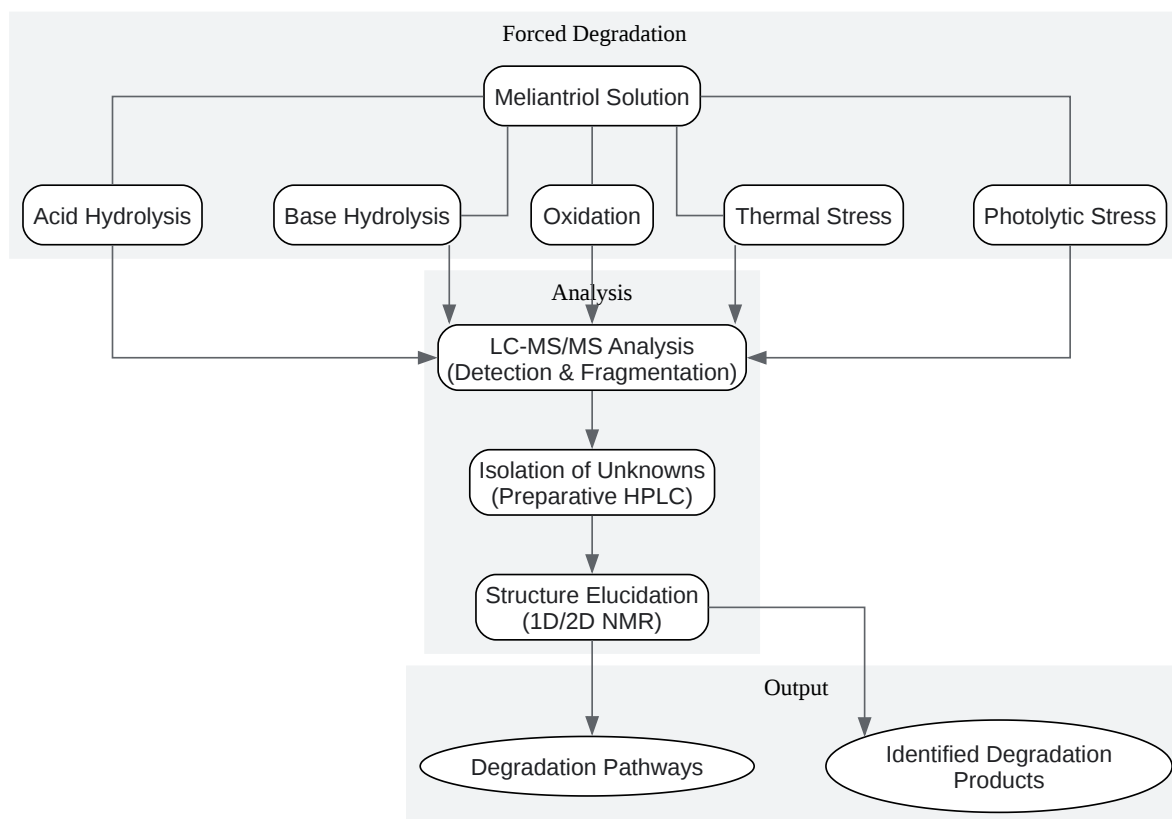 Forced Degradation
Meliantriol Solution
Acid Hydrolysis
Base Hydrolysis
Oxidation
Thermal Stress
Photolytic Stress
Analysis
LC-MS/MS Analysis
(Detection & Fragmentation)
Isolation of Unknowns
(Preparative HPLC)
Structure Elucidation
(1D/2D NMR)
Output
Degradation Pathways
Identified Degradation
Products